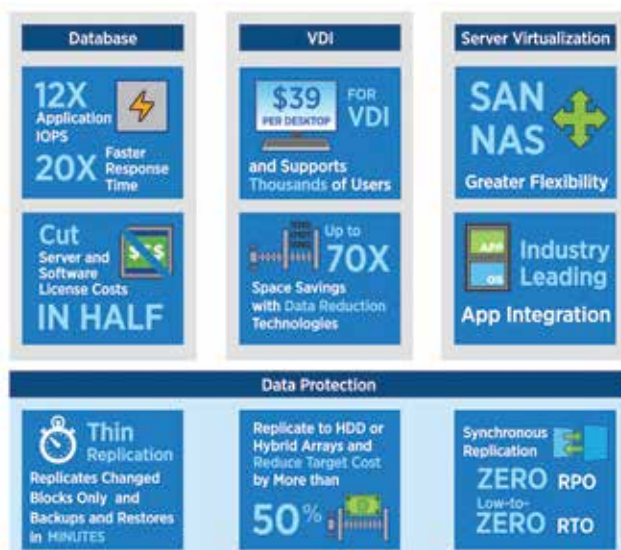 Database
12X
Application
IOPS
20X
Faster
Response
Time
Cut
Server and
Software
License Costs
IN HALF
VDI
$39
PER DESKTOP
FOR
VDI
and Supports
Thousands of Users
Up to
70X
Space Savings
with Data Reduction
Technologies
Server Virtualization
SAN
NAS
Greater Flexibility
APP
OS
Industry
Leading
App Integration
Data Protection
Thin
Replication
Replicates Changed
Blocks Only and
Backups and Restores
in MINUTES
Replicate to HDD or
Hybrid Arrays and
Reduce Target Cost
by More than
50%
Synchronous
Replication
ZERO RPO
Low-to-
ZERO RTO